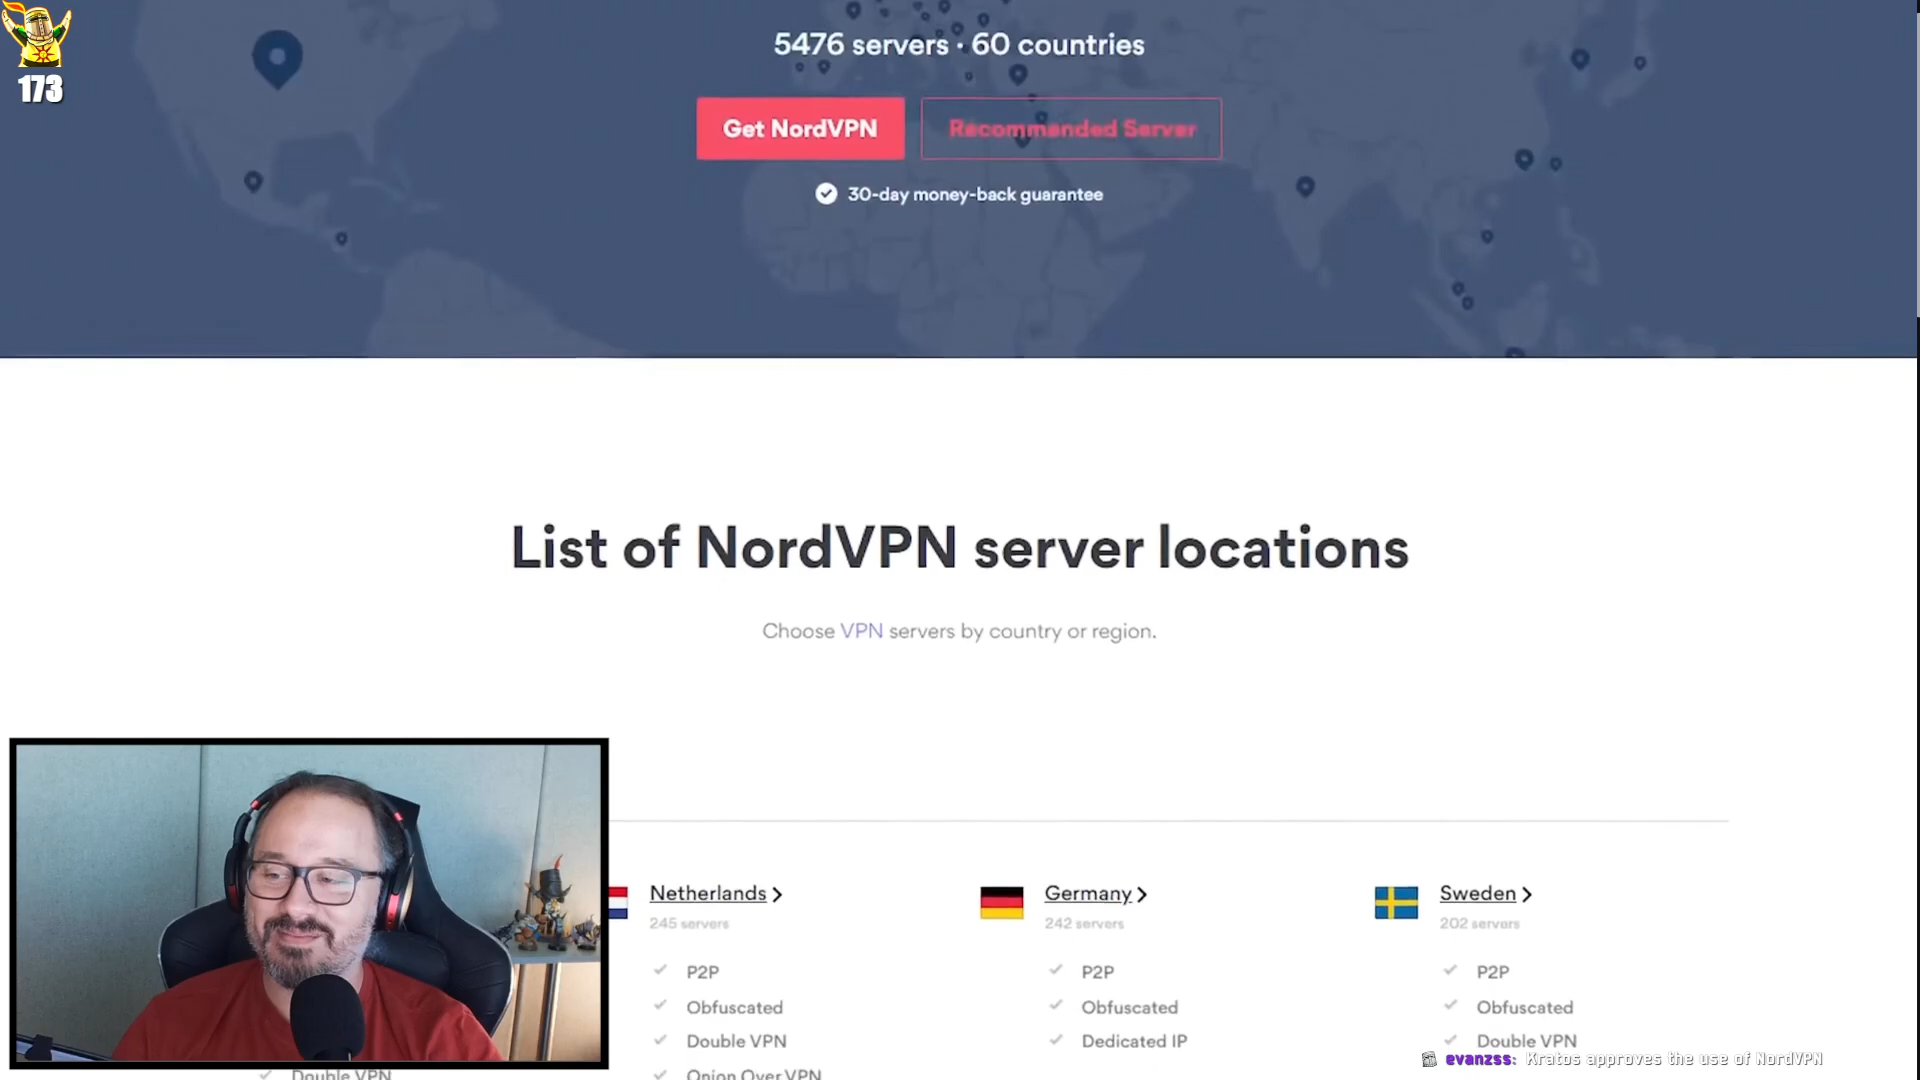 173
5476 servers · 60 countries
Get NordVPN
Recommended Server
30-day money-back guarantee
List of NordVPN server locations
Choose VPN servers by country or region.
Netherlands
245 servers
P2P
Obfuscated
Double VPN
Onion Over VPN
Germany
242 servers
P2P
Obfuscated
Dedicated IP
Sweden
202 servers
P2P
Obfuscated
Double VPN
Double VPN
evanzss: Kratos approves the use of NordVPN